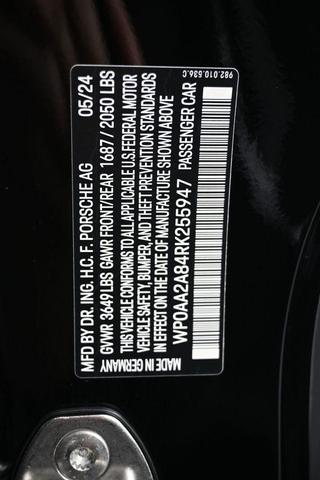 982.010.536.C
MFD BY DR. ING. H.C. F. PORSCHE AG 05/24
GVWR 3649 LBS GAWR FRONT/REAR 1687/2050 LBS
THIS VEHICLE CONFORMS TO ALL APPLICABLE U.S.FEDERAL MOTOR
VEHICLE SAFETY, BUMPER, AND THEFT PREVENTION STANDARDS
IN EFFECT ON THE DATE OF MANUFACTURE SHOWN ABOVE
WP0AA2A84RK255947 PASSENGER CAR
MADE IN GERMANY